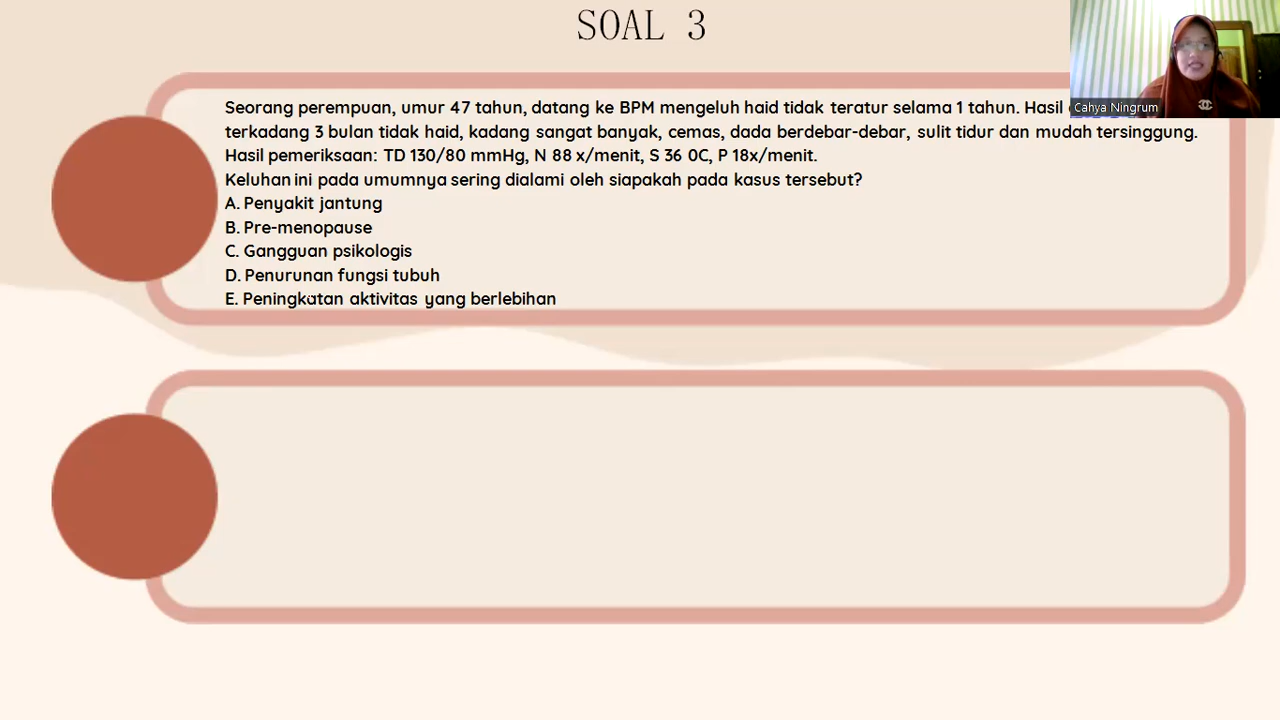 SOAL 3
Seorang perempuan, umur 47 tahun, datang ke BPM mengeluh haid tidak teratur selama 1 tahun. Hasil
terkadang 3 bulan tidak haid, kadang sangat banyak, cemas, dada berdebar-debar, sulit tidur dan mudah tersinggung.
Hasil pemeriksaan: TD 130/80 mmHg, N 88 x/menit, S 36 0C, P 18x/menit.
Keluhan ini pada umumnya sering dialami oleh siapakah pada kasus tersebut?
A. Penyakit jantung
B. Pre-menopause
C. Gangguan psikologis
D. Penurunan fungsi tubuh
E. Peningkatan aktivitas yang berlebihan
Cahya Ningrum